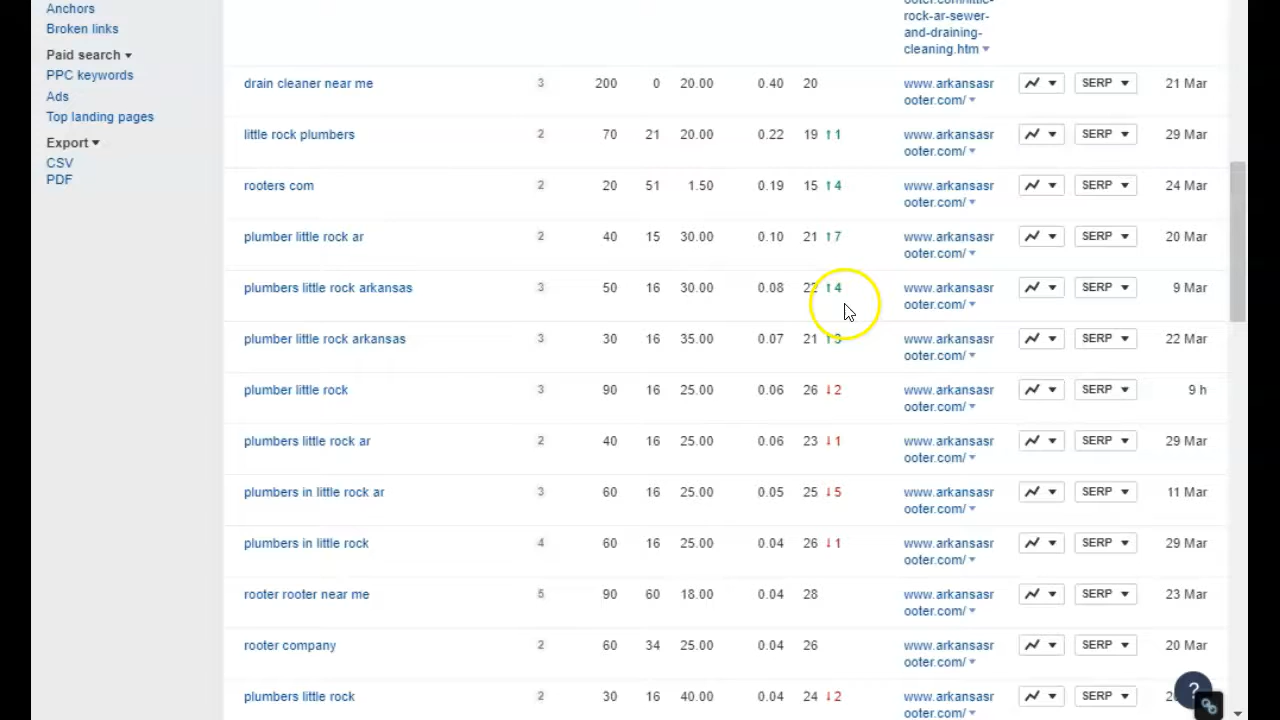 Anchors
Broken links
Paid search
PPC keywords
Ads
Top landing pages
Export
CSV
PDF
rock-ar-sewer-
and-draining-
cleaning.htm
drain cleaner near me 3 200 0 20.00 0.40 20 www.arkansasr SERP 21 Mar
ooter.com/
little rock plumbers 2 70 21 20.00 0.22 19 ↑1 www.arkansasr SERP 29 Mar
ooter.com/
rooters com 2 20 51 1.50 0.19 15 ↑4 www.arkansasr SERP 24 Mar
ooter.com/
plumber little rock ar 2 40 15 30.00 0.10 21 ↑7 www.arkansasr SERP 20 Mar
ooter.com/
plumbers little rock arkansas 3 50 16 30.00 0.08 22 ↑4 www.arkansasr SERP 9 Mar
ooter.com/
plumber little rock arkansas 3 30 16 35.00 0.07 21 www.arkansasr SERP 22 Mar
ooter.com/
plumber little rock 3 90 16 25.00 0.06 26 ↓2 www.arkansasr SERP 9 h
ooter.com/
plumbers little rock ar 2 40 16 25.00 0.06 23 ↓1 www.arkansasr SERP 29 Mar
ooter.com/
plumbers in little rock ar 3 60 16 25.00 0.05 25 ↓5 www.arkansasr SERP 11 Mar
ooter.com/
plumbers in little rock 4 60 16 25.00 0.04 26 ↓1 www.arkansasr SERP 29 Mar
ooter.com/
rooter rooter near me 5 90 60 18.00 0.04 28 www.arkansasr SERP 23 Mar
ooter.com/
rooter company 2 60 34 25.00 0.04 26 www.arkansasr SERP 20 Mar
ooter.com/
plumbers little rock 2 30 16 40.00 0.04 24 ↓2 www.arkansasr SERP
ooter.com/
?